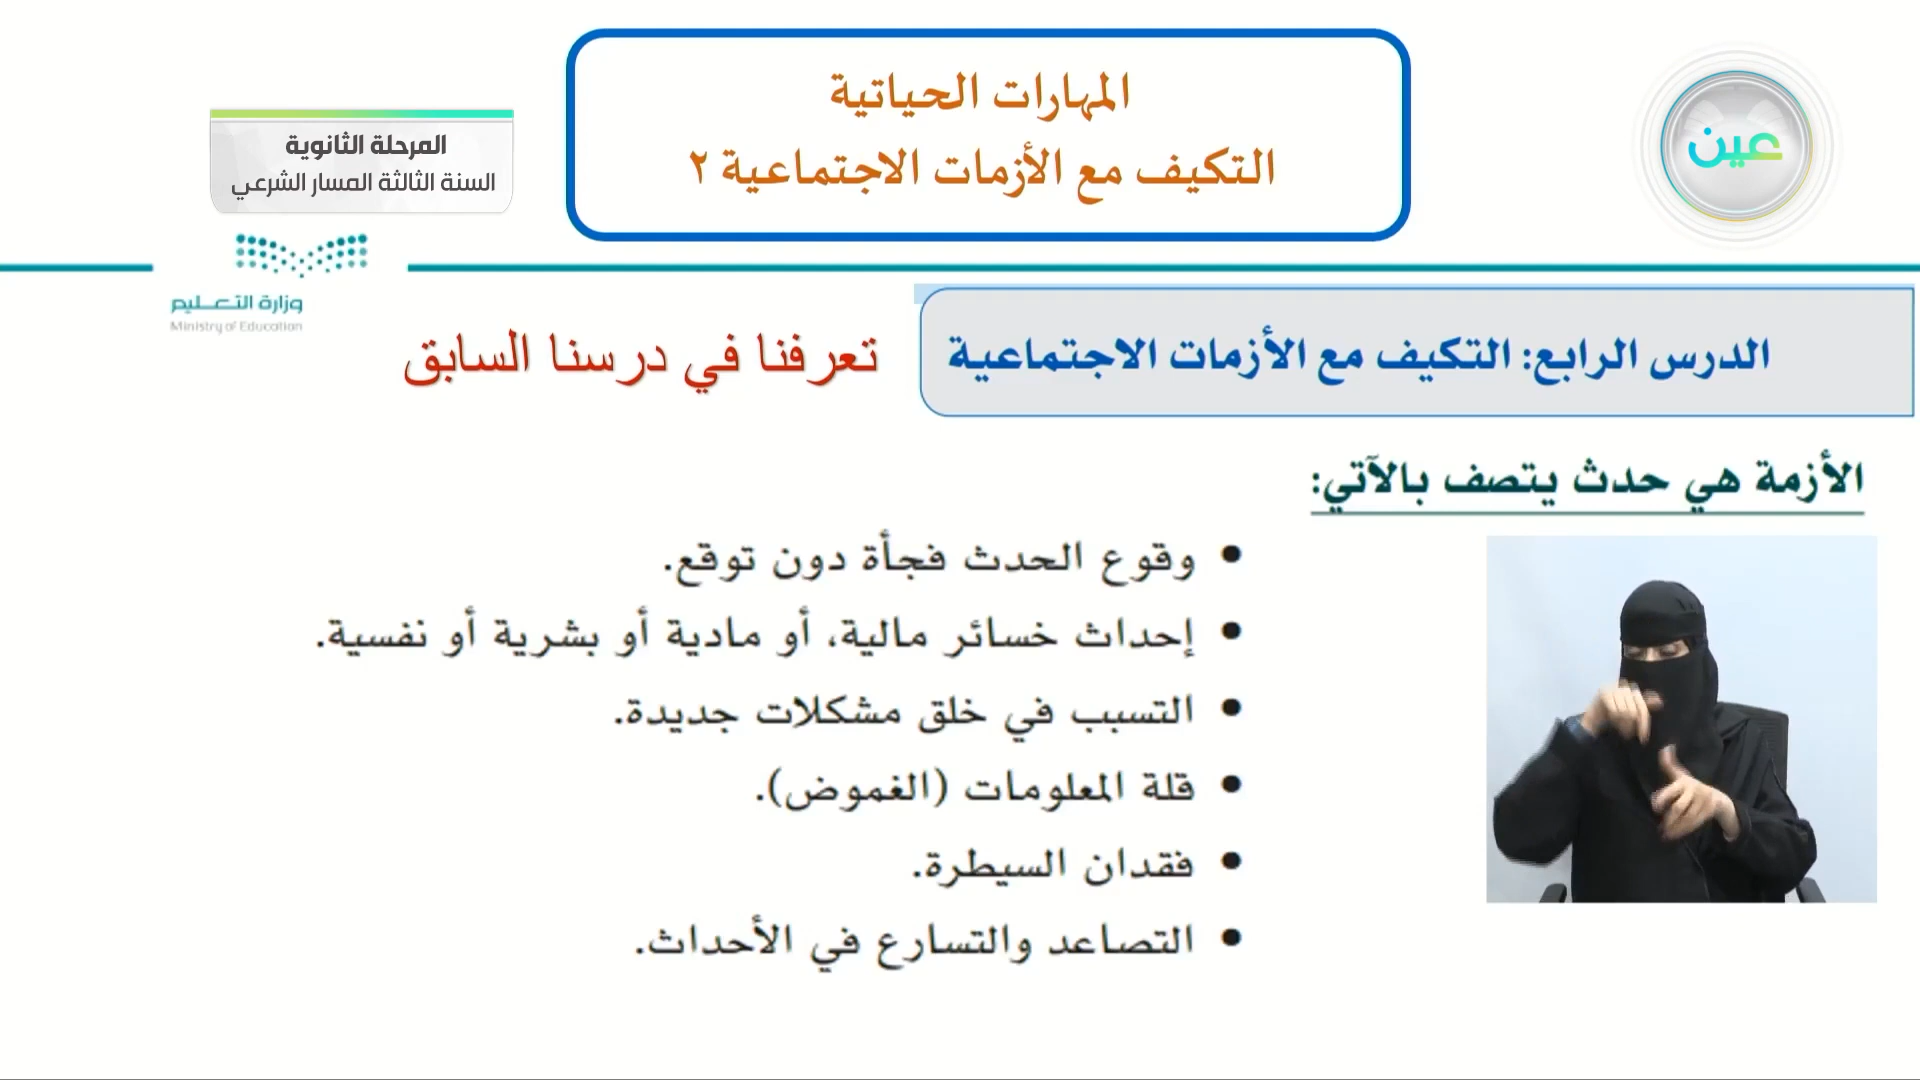 المهارات الحياتية
التكيف مع الأزمات الاجتماعية ٢
عين
المرحلة الثانوية
السنة الثالثة المسار الشرعي
وزارة التعليم
Ministry of Education
الدرس الرابع: التكيف مع الأزمات الاجتماعية
تعرفنا في درسنا السابق
الأزمة هي حدث يتصف بالآتي:
• وقوع الحدث فجأة دون توقع.
• إحداث خسائر مالية، أو مادية أو بشرية أو نفسية.
• التسبب في خلق مشكلات جديدة.
• قلة المعلومات (الغموض).
• فقدان السيطرة.
• التصاعد والتسارع في الأحداث.